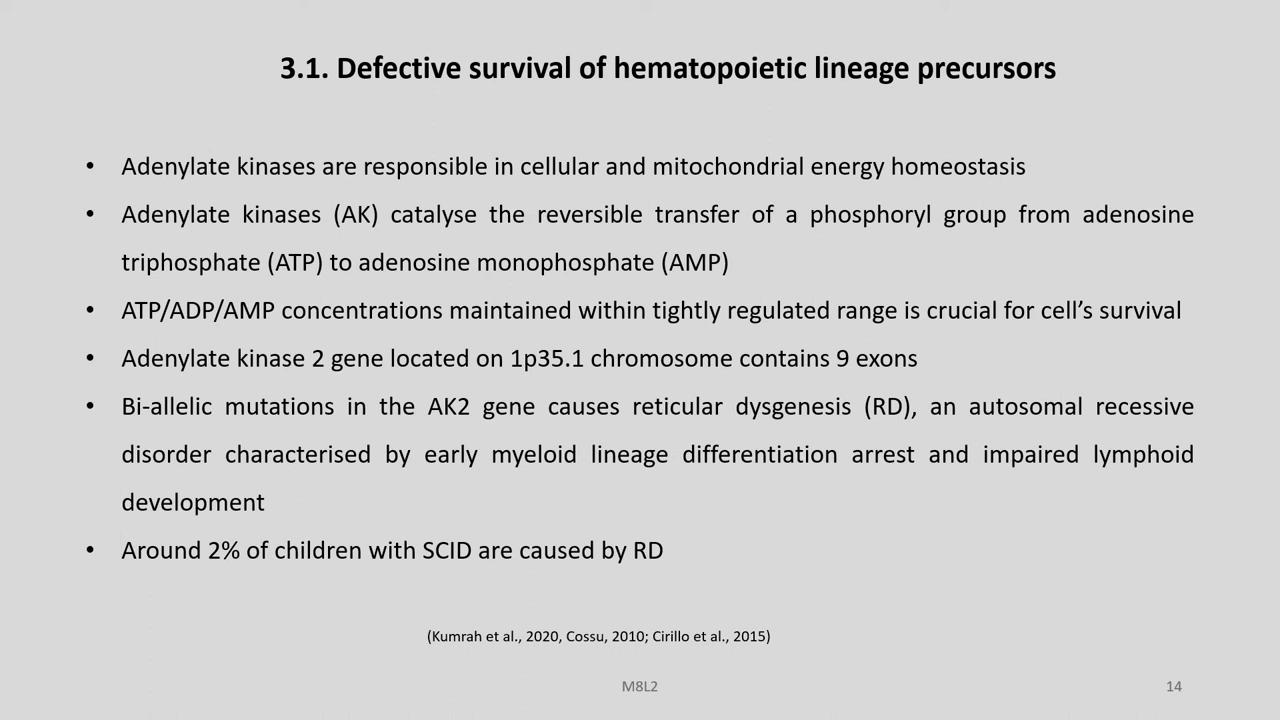 3.1. Defective survival of hematopoietic lineage precursors
• Adenylate kinases are responsible in cellular and mitochondrial energy homeostasis
• Adenylate kinases (AK) catalyse the reversible transfer of a phosphoryl group from adenosine
triphosphate (ATP) to adenosine monophosphate (AMP)
• ATP/ADP/AMP concentrations maintained within tightly regulated range is crucial for cell’s survival
• Adenylate kinase 2 gene located on 1p35.1 chromosome contains 9 exons
• Bi-allelic mutations in the AK2 gene causes reticular dysgenesis (RD), an autosomal recessive
disorder characterised by early myeloid lineage differentiation arrest and impaired lymphoid
development
• Around 2% of children with SCID are caused by RD
(Kumrah et al., 2020, Cossu, 2010; Cirillo et al., 2015)
M8L2
14